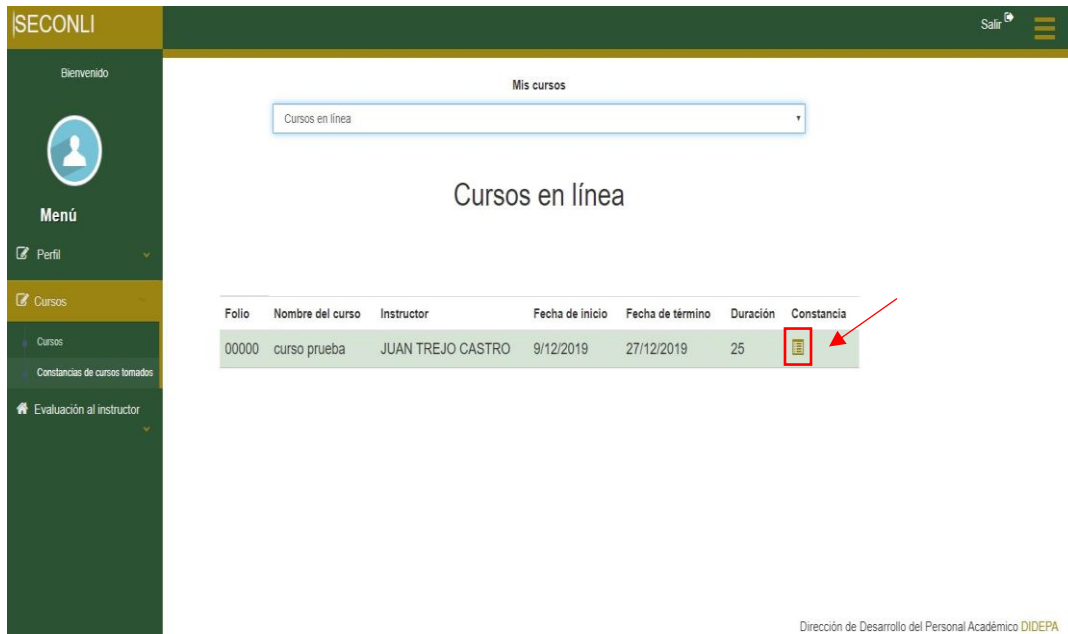 SECONLI
Salir
Bienvenido
Menú
Perfil
Cursos
Cursos
Constancias de cursos tomados
Evaluación al instructor
Mis cursos
Cursos en línea
Cursos en línea
Folio Nombre del curso Instructor Fecha de inicio Fecha de término Duración Constancia
00000 curso prueba JUAN TREJO CASTRO 9/12/2019 27/12/2019 25
Dirección de Desarrollo del Personal Académico DIDEPA